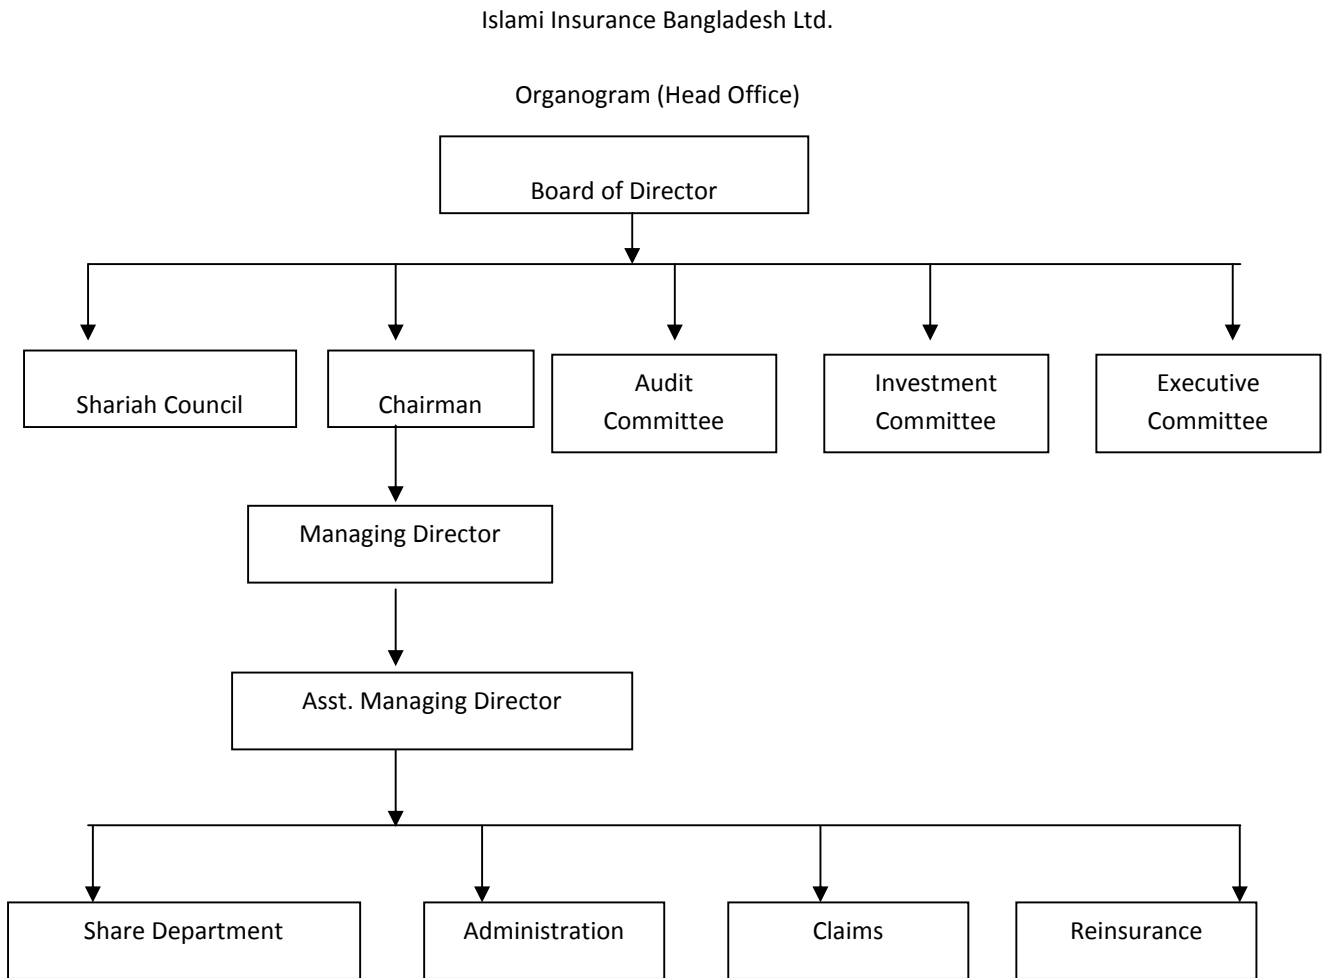 Islami Insurance Bangladesh Ltd.
Organogram (Head Office)
Board of Director
Shariah Council
Chairman
Audit
Committee
Investment
Committee
Executive
Committee
Managing Director
Asst. Managing Director
Share Department
Administration
Claims
Reinsurance